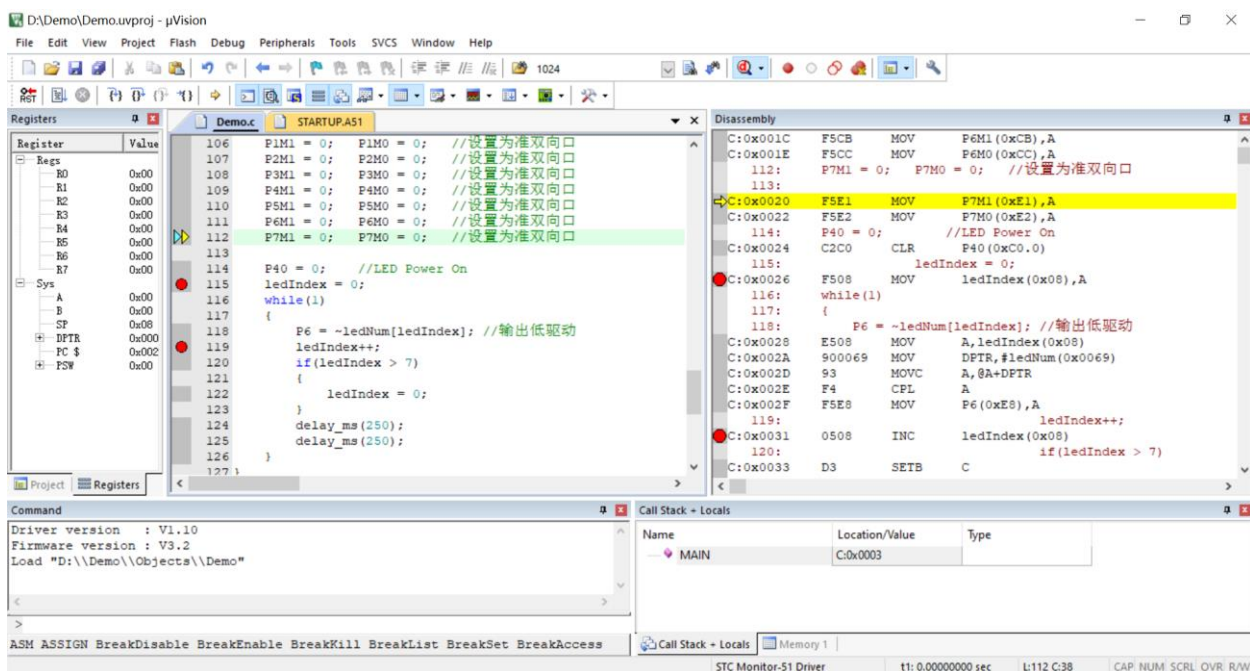 D:\Demo\Demo.uvproj - µVision
File Edit View Project Flash Debug Peripherals Tools SVCS Window Help
1024
RST
Registers
Register Value
Regs
R0 0x00
R1 0x00
R2 0x00
R3 0x00
R4 0x00
R5 0x00
R6 0x00
R7 0x00
Sys
A 0x00
B 0x00
SP 0x08
DPTR 0x000
PC $ 0x002
PSW 0x00
Project Registers
Demo.c STARTUP.A51
106 P1M1 = 0; P1M0 = 0; //设置为准双向口
107 P2M1 = 0; P2M0 = 0; //设置为准双向口
108 P3M1 = 0; P3M0 = 0; //设置为准双向口
109 P4M1 = 0; P4M0 = 0; //设置为准双向口
110 P5M1 = 0; P5M0 = 0; //设置为准双向口
111 P6M1 = 0; P6M0 = 0; //设置为准双向口
112 P7M1 = 0; P7M0 = 0; //设置为准双向口
113
114 P40 = 0; //LED Power On
115 ledIndex = 0;
116 while(1)
117 {
118 P6 = ~ledNum[ledIndex]; //输出低驱动
119 ledIndex++;
120 if(ledIndex > 7)
121 {
122 ledIndex = 0;
123 }
124 delay_ms(250);
125 delay_ms(250);
126 }
127 }
Disassembly
C:0x001C F5CB MOV P6M1(0xCB),A
C:0x001E F5CC MOV P6M0(0xCC),A
112: P7M1 = 0; P7M0 = 0; //设置为准双向口
113:
C:0x0020 F5E1 MOV P7M1(0xE1),A
C:0x0022 F5E2 MOV P7M0(0xE2),A
114: P40 = 0; //LED Power On
C:0x0024 C2C0 CLR P40(0xC0.0)
115: ledIndex = 0;
C:0x0026 F508 MOV ledIndex(0x08),A
116: while(1)
117: {
118: P6 = ~ledNum[ledIndex]; //输出低驱动
C:0x0028 E508 MOV A,ledIndex(0x08)
C:0x002A 900069 MOV DPTR,#ledNum(0x0069)
C:0x002D 93 MOVC A,@A+DPTR
C:0x002E F4 CPL A
C:0x002F F5E8 MOV P6(0xE8),A
119: ledIndex++;
C:0x0031 0508 INC ledIndex(0x08)
120: if(ledIndex > 7)
C:0x0033 D3 SETB C
Command
Driver version : V1.10
Firmware version : V3.2
Load "D:\\Demo\\Objects\\Demo"
>
ASM ASSIGN BreakDisable BreakEnable BreakKill BreakList BreakSet BreakAccess
Call Stack + Locals
Name Location/Value Type
MAIN C:0x0003
Call Stack + Locals Memory 1
STC Monitor-51 Driver t1: 0.00000000 sec L:112 C:38 CAP NUM SCRL OVR R/W